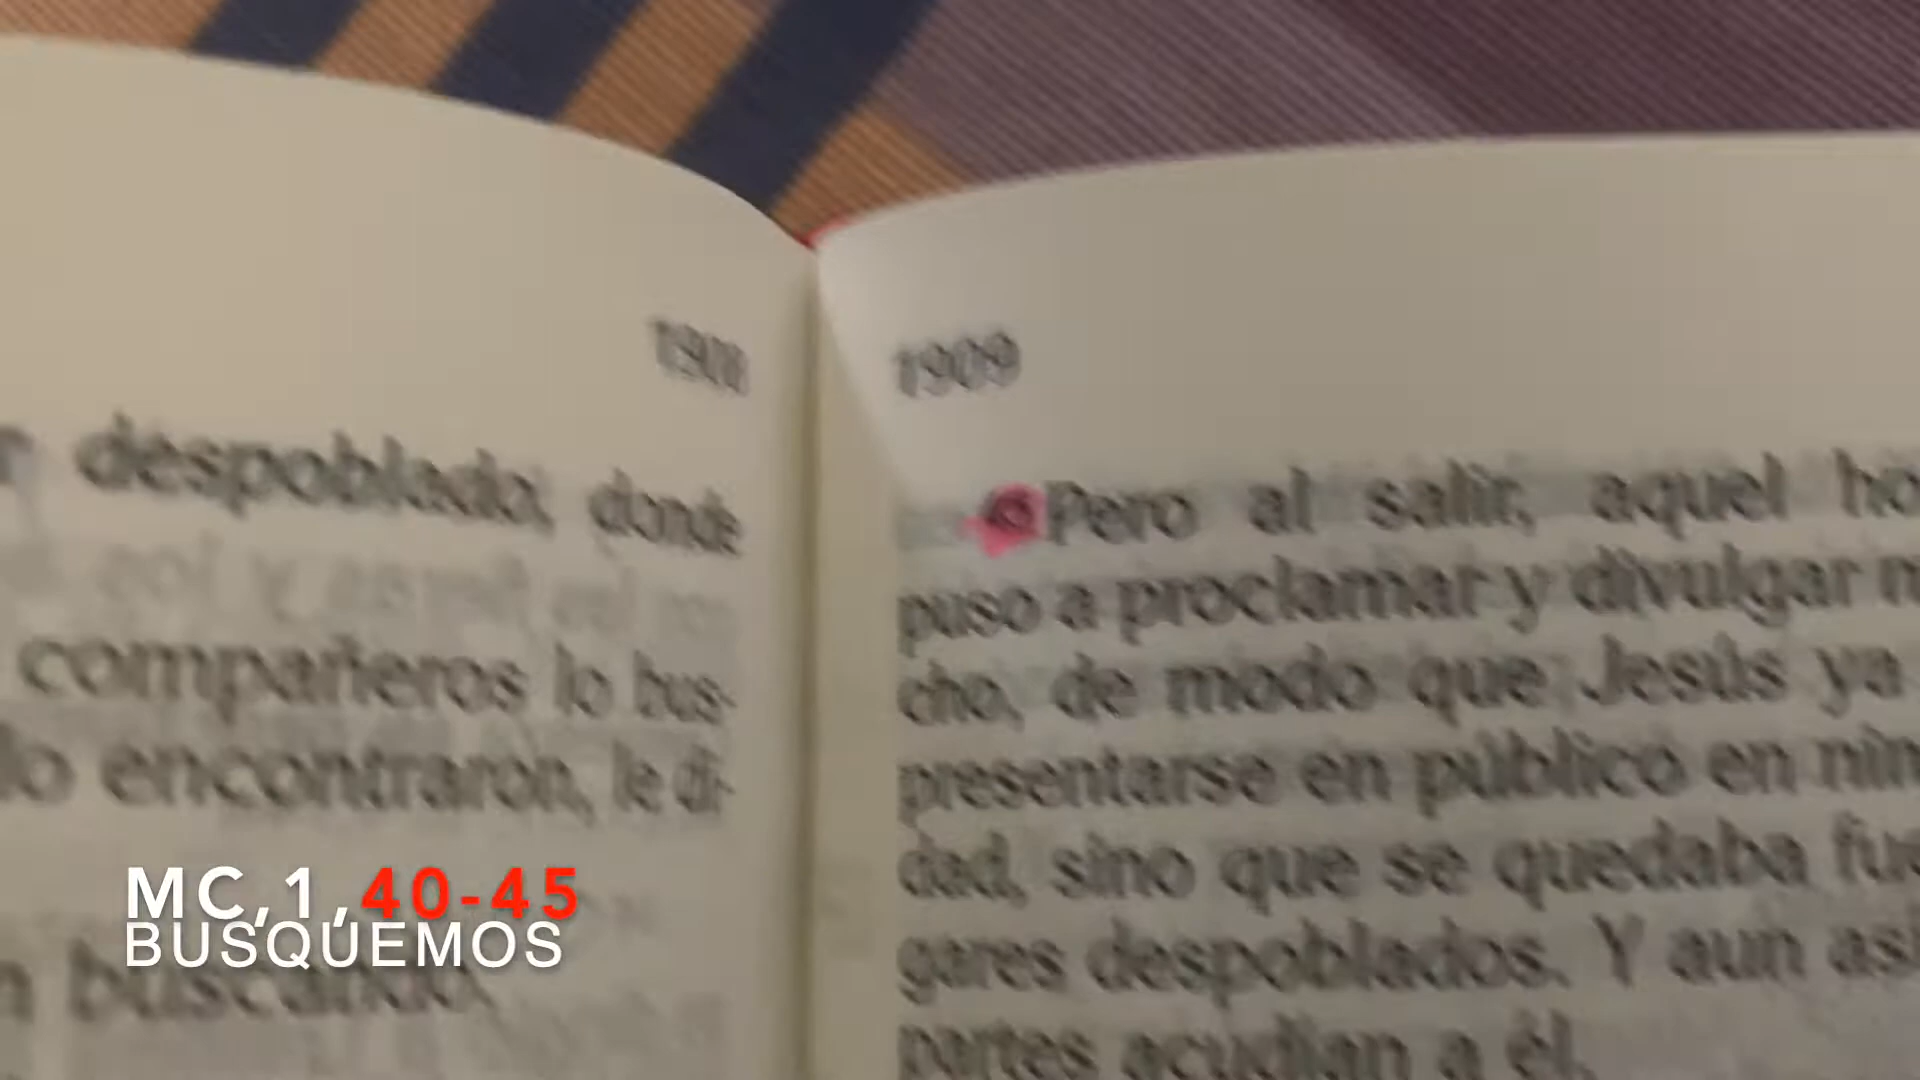 1908
despoblado, donde
compañeros lo bus-
lo encontraron, le di-
buscando.
1909
Pero al salir, aquel
puso a proclamar y divulgar
cho, de modo que Jesús ya
presentarse en público en nin
dad, sino que se quedaba fue
gares despoblados. Y aun así
partes acudían a él.
MC,1,40-45
BUSQUEMOS